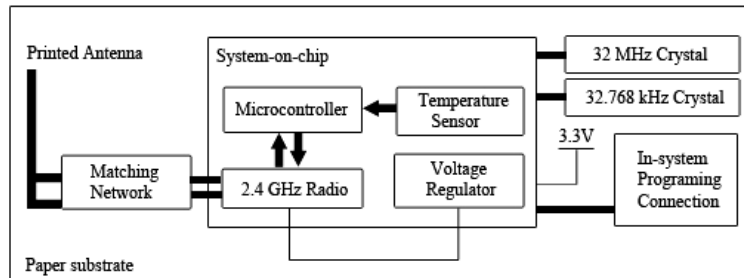 Printed Antenna
System-on-chip
32 MHz Crystal
Microcontroller
Temperature
Sensor
32.768 kHz Crystal
3.3V
Matching
Network
2.4 GHz Radio
Voltage
Regulator
In-system
Programing
Connection
Paper substrate